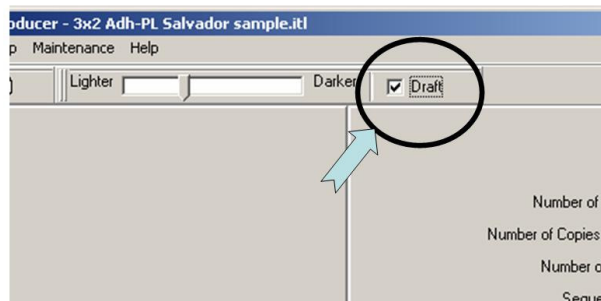 oducer - 3x2 Adh-PL Salvador sample.itl
p Maintenance Help
Lighter Darker Draft
Number of
Number of Copies
Number o
Seque